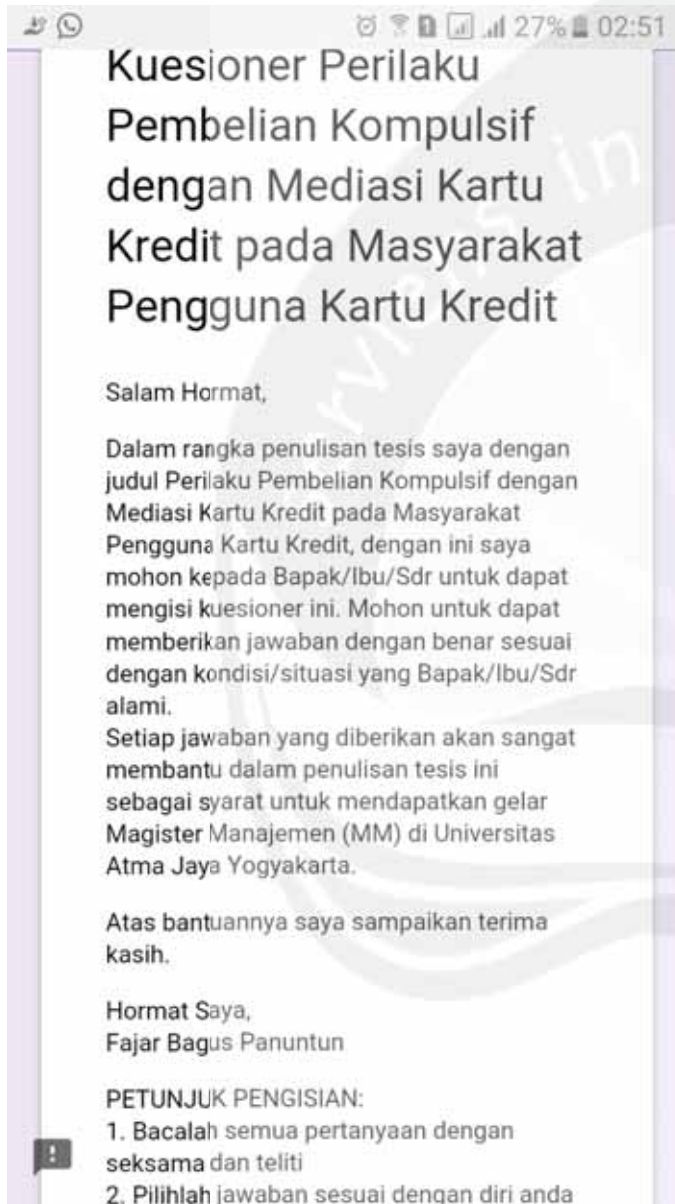 27% 02:51
Kuesioner Perilaku
Pembelian Kompulsif
dengan Mediasi Kartu
Kredit pada Masyarakat
Pengguna Kartu Kredit
Salam Hormat,
Dalam rangka penulisan tesis saya dengan
judul Perilaku Pembelian Kompulsif dengan
Mediasi Kartu Kredit pada Masyarakat
Pengguna Kartu Kredit, dengan ini saya
mohon kepada Bapak/Ibu/Sdr untuk dapat
mengisi kuesioner ini. Mohon untuk dapat
memberikan jawaban dengan benar sesuai
dengan kondisi/situasi yang Bapak/Ibu/Sdr
alami.
Setiap jawaban yang diberikan akan sangat
membantu dalam penulisan tesis ini
sebagai syarat untuk mendapatkan gelar
Magister Manajemen (MM) di Universitas
Atma Jaya Yogyakarta.
Atas bantuannya saya sampaikan terima
kasih.
Hormat Saya,
Fajar Bagus Panuntun
PETUNJUK PENGISIAN:
1. Bacalah semua pertanyaan dengan
seksama dan teliti
2. Pilihlah jawaban sesuai dengan diri anda